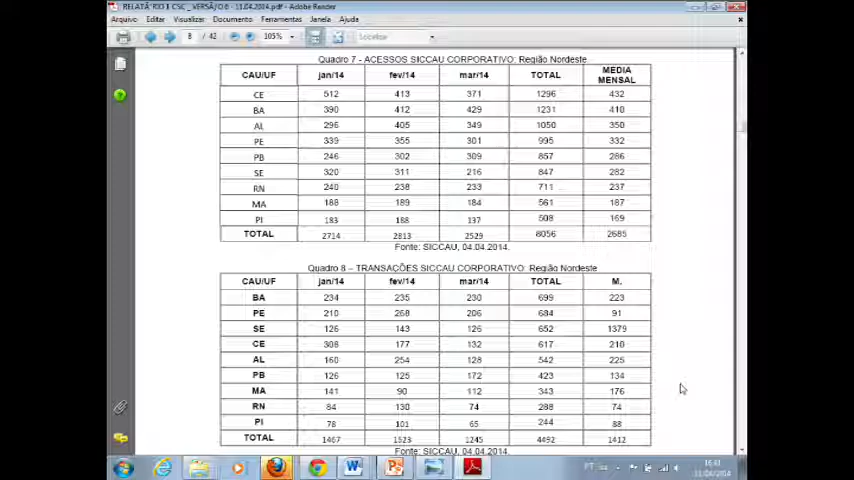 RELATÓRIO II CSC _ VERSÃO 6 - 11.04.2014.pdf - Adobe Reader
Arquivo Editar Visualizar Documento Ferramentas Janela Ajuda
8 / 42 105% Localizar
Quadro 7 - ACESSOS SICCAU CORPORATIVO: Região Nordeste
CAU/UF jan/14 fev/14 mar/14 TOTAL MEDIA MENSAL
CE 512 413 371 1296 432
BA 390 412 429 1231 410
AL 296 405 349 1050 350
PE 339 355 301 995 332
PB 246 302 309 857 286
SE 320 311 216 847 282
RN 240 238 233 711 237
MA 188 189 184 561 187
PI 183 188 137 508 169
TOTAL 2714 2813 2529 8056 2685
Fonte: SICCAU, 04.04.2014.
Quadro 8 – TRANSAÇÕES SICCAU CORPORATIVO: Região Nordeste
CAU/UF jan/14 fev/14 mar/14 TOTAL M.
BA 234 235 230 699 223
PE 210 268 206 684 91
SE 126 143 126 652 1379
CE 308 177 132 617 210
AL 160 254 128 542 225
PB 126 125 172 423 134
MA 141 90 112 343 176
RN 84 130 74 288 74
PI 78 101 65 244 88
TOTAL 1467 1523 1245 4492 1412
Fonte: SICCAU, 04.04.2014.
PT
16:41
11/04/2014